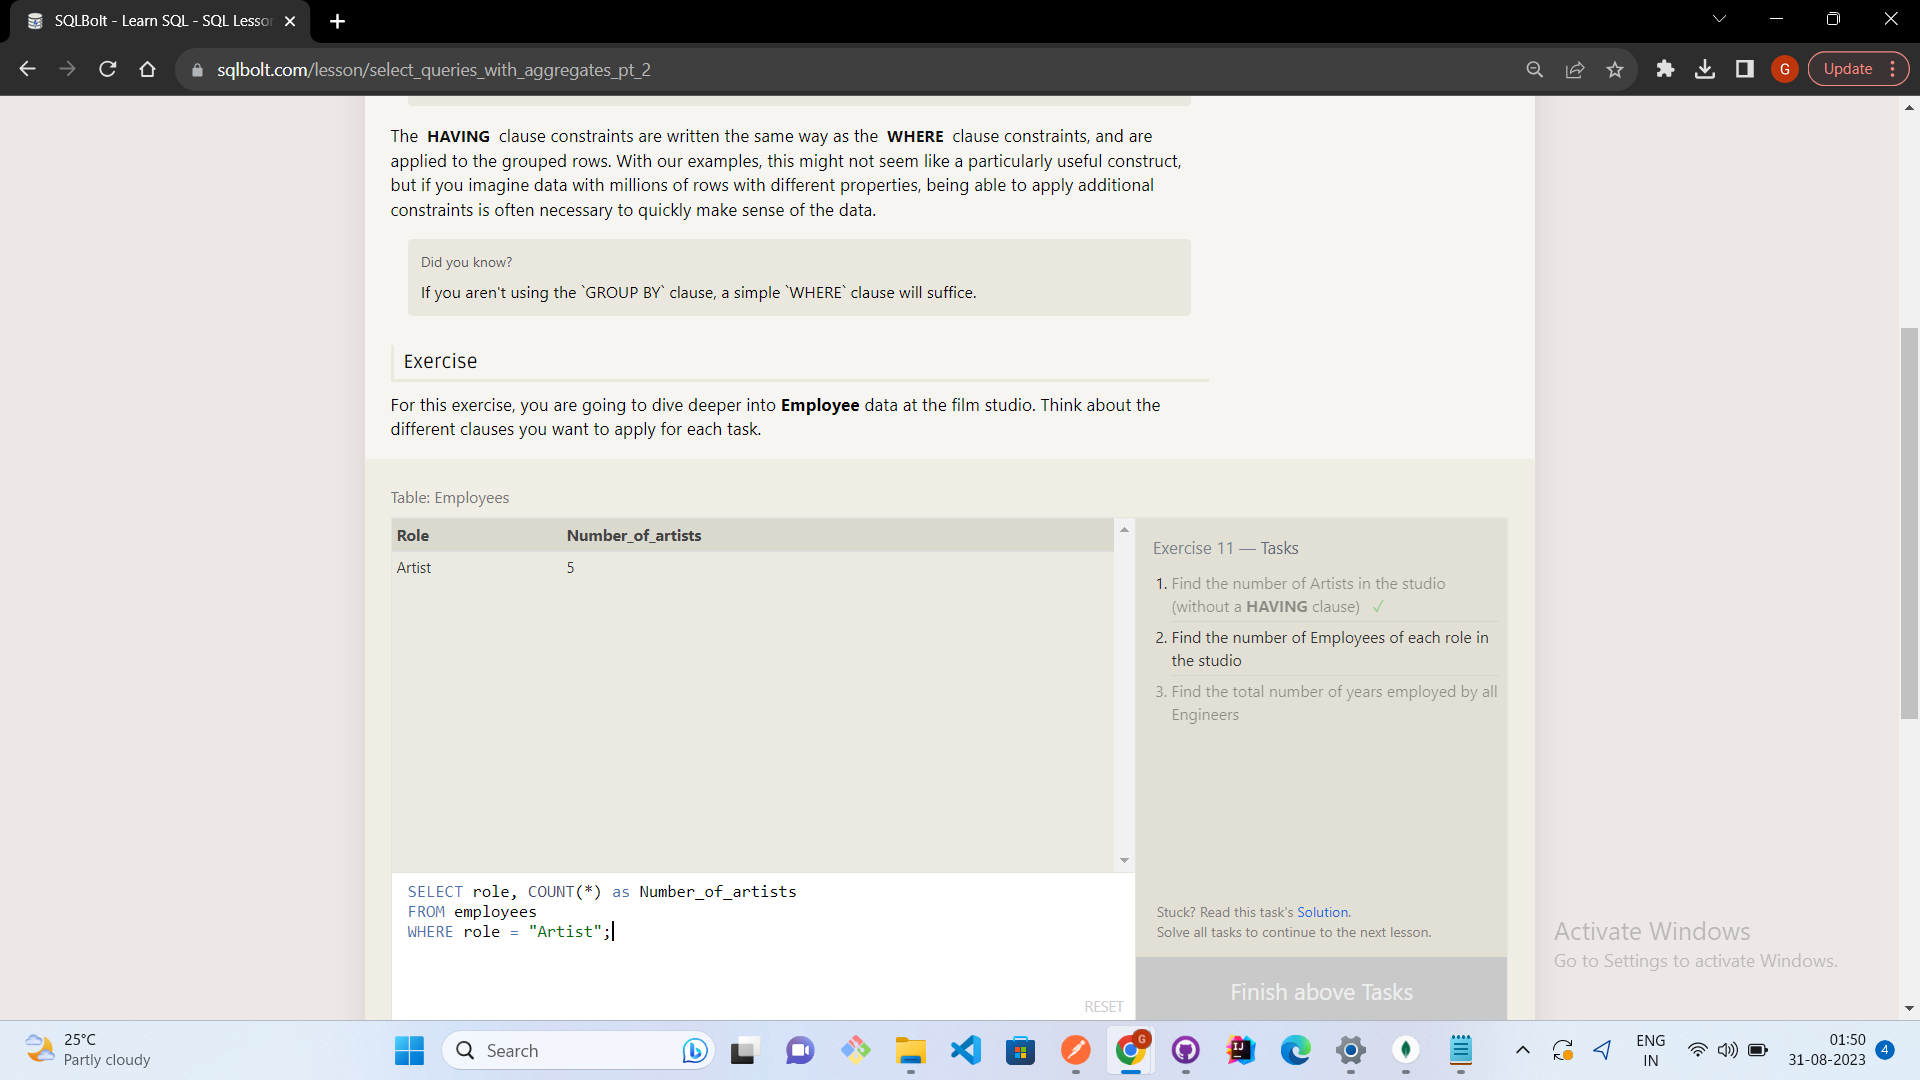 SQLBolt - Learn SQL - SQL Lesson
sqlbolt.com/lesson/select_queries_with_aggregates_pt_2
G
Update
The HAVING clause constraints are written the same way as the WHERE clause constraints, and are
applied to the grouped rows. With our examples, this might not seem like a particularly useful construct,
but if you imagine data with millions of rows with different properties, being able to apply additional
constraints is often necessary to quickly make sense of the data.
Did you know?
If you aren't using the `GROUP BY` clause, a simple `WHERE` clause will suffice.
Exercise
For this exercise, you are going to dive deeper into Employee data at the film studio. Think about the
different clauses you want to apply for each task.
Table: Employees
Role Number_of_artists
Artist 5
SELECT role, COUNT(*) as Number_of_artists
FROM employees
WHERE role = "Artist";
RESET
Exercise 11 — Tasks
1. Find the number of Artists in the studio
(without a HAVING clause) ✓
2. Find the number of Employees of each role in
the studio
3. Find the total number of years employed by all
Engineers
Stuck? Read this task's Solution.
Solve all tasks to continue to the next lesson.
Finish above Tasks
Activate Windows
Go to Settings to activate Windows.
25°C
Partly cloudy
Search
G
IJ
ENG
IN
01:50
31-08-2023
4